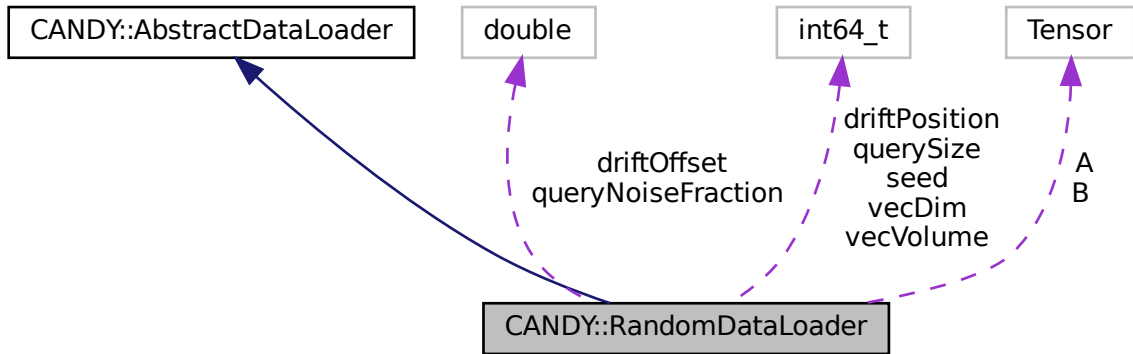 CANDY::AbstractDataLoader
double
int64_t
Tensor
driftOffset
queryNoiseFraction
driftPosition
querySize
seed
vecDim
vecVolume
A
B
CANDY::RandomDataLoader